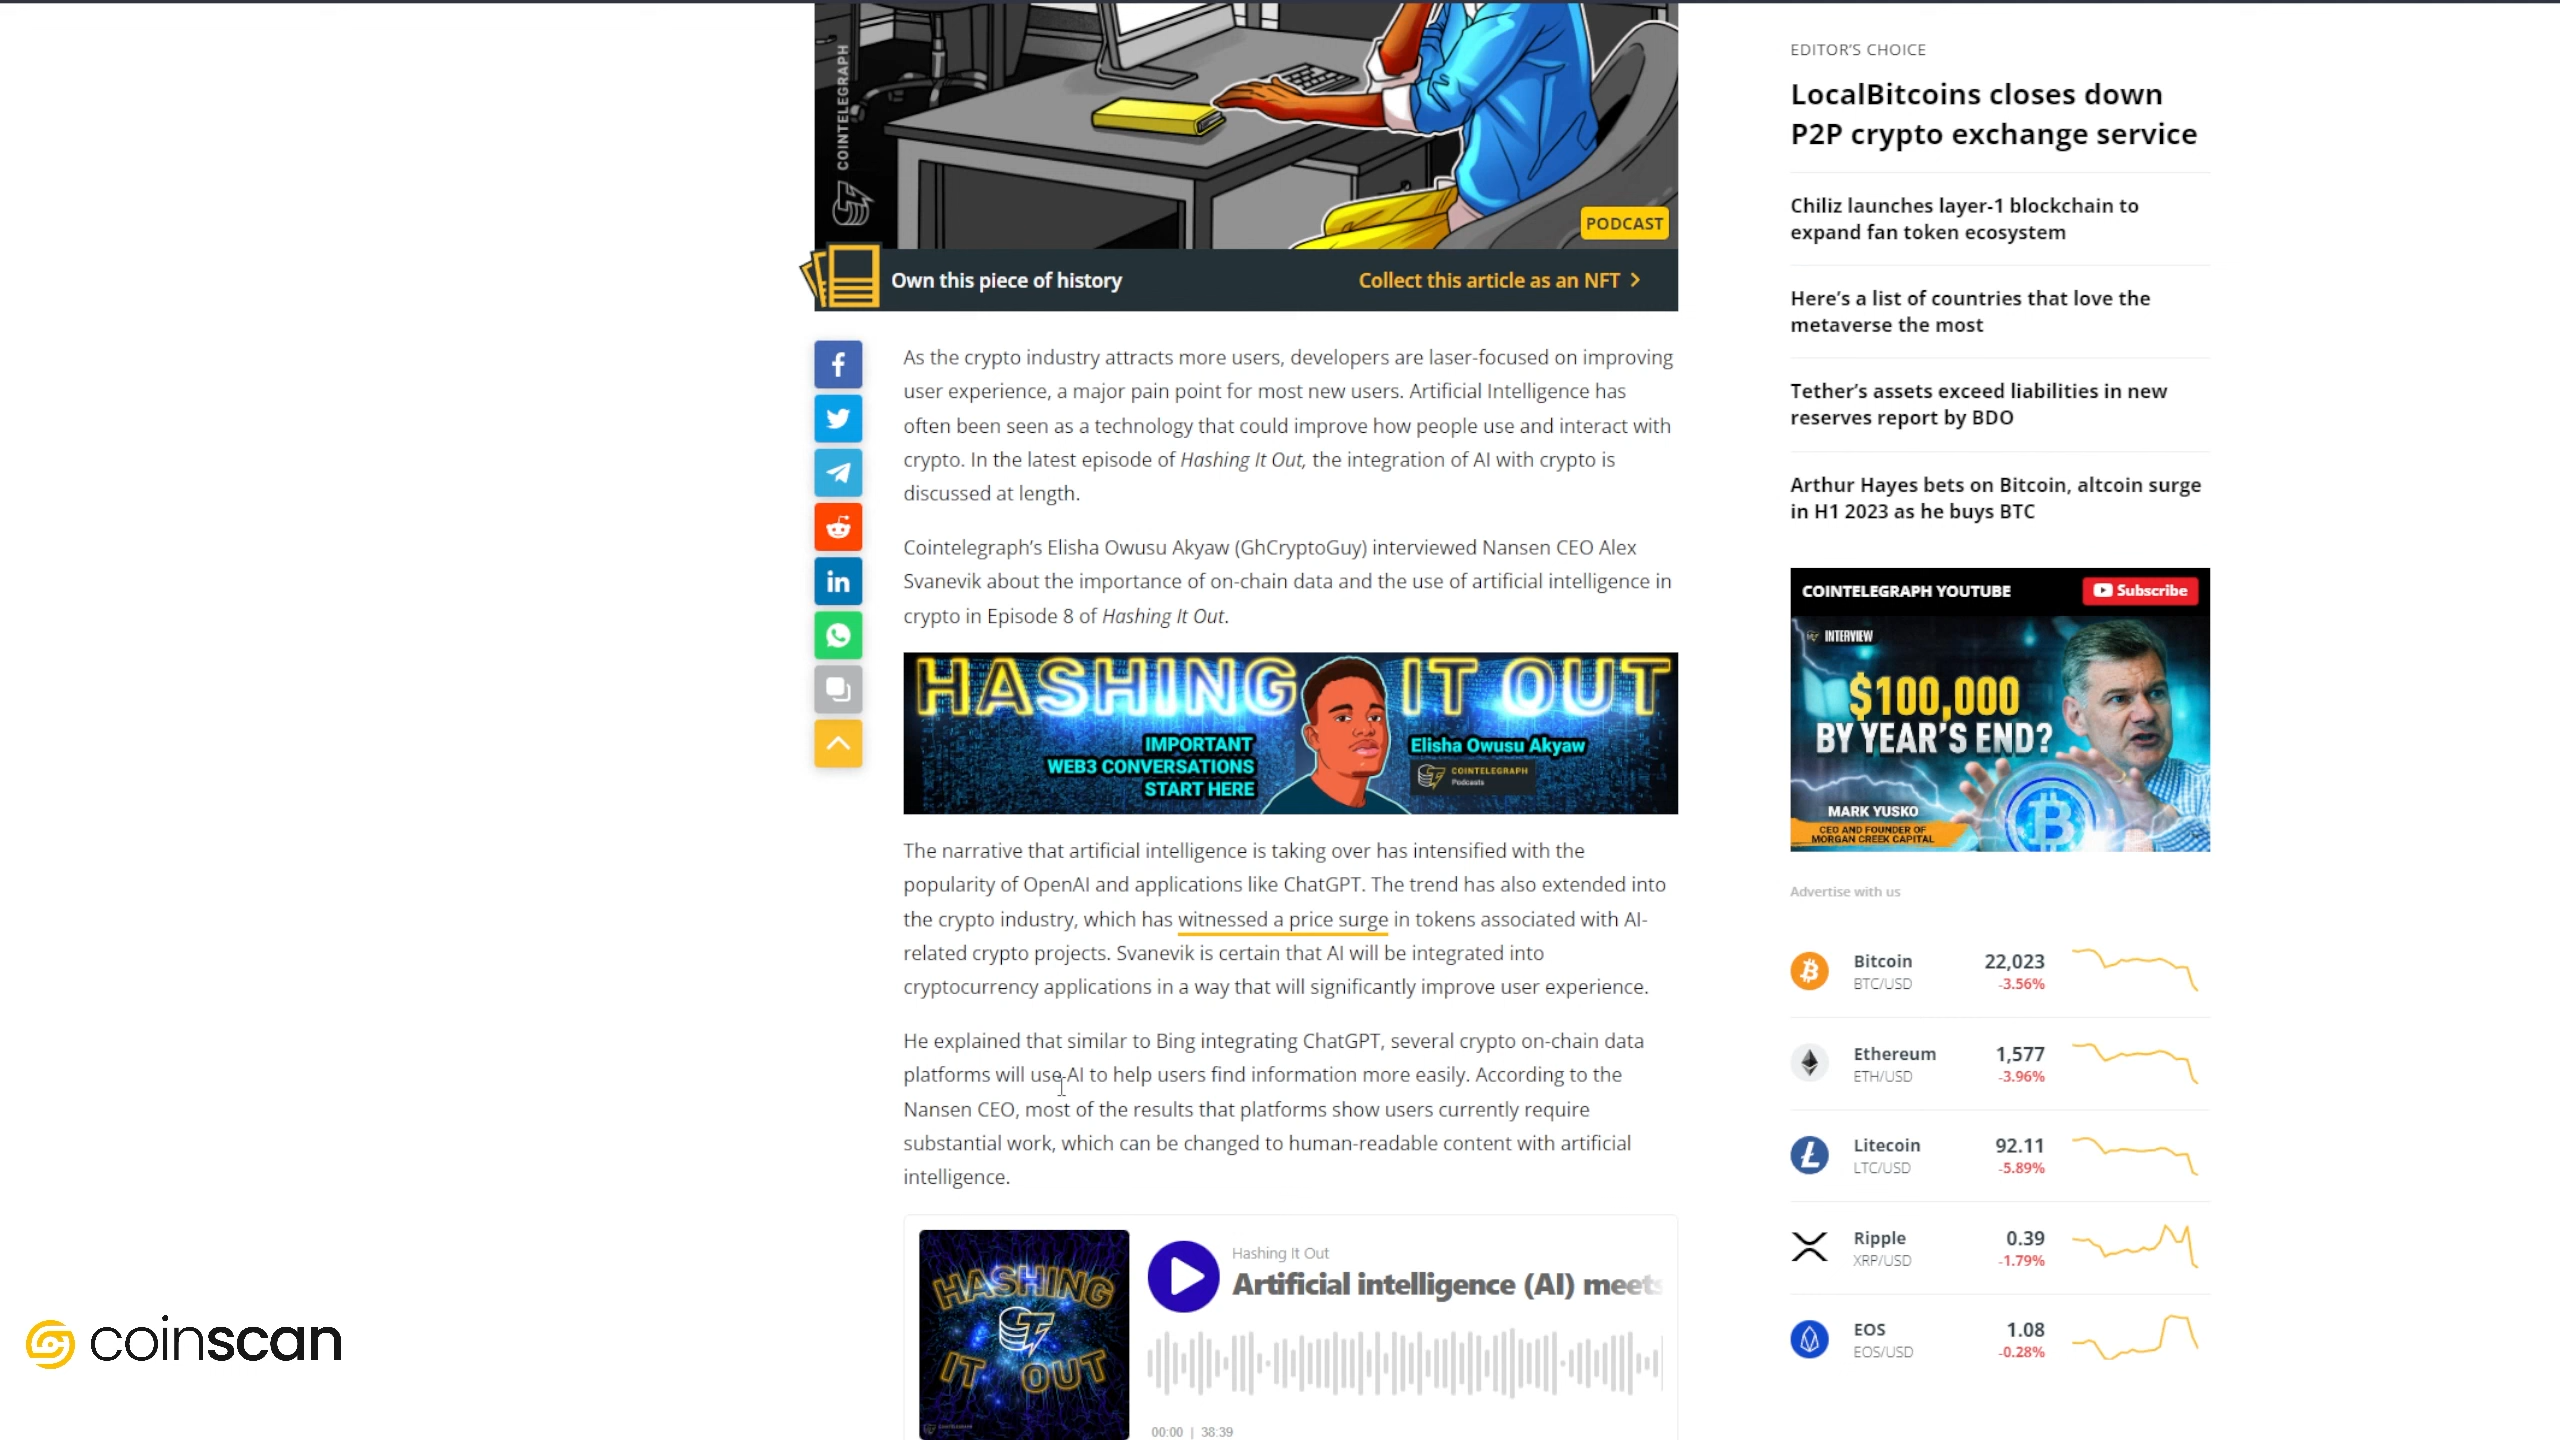 COINTELEGRAPH
PODCAST
Own this piece of history
Collect this article as an NFT
As the crypto industry attracts more users, developers are laser-focused on improving
user experience, a major pain point for most new users. Artificial Intelligence has
often been seen as a technology that could improve how people use and interact with
crypto. In the latest episode of Hashing It Out, the integration of AI with crypto is
discussed at length.
Cointelegraph’s Elisha Owusu Akyaw (GhCryptoGuy) interviewed Nansen CEO Alex
Svanevik about the importance of on-chain data and the use of artificial intelligence in
crypto in Episode 8 of Hashing It Out.
HASHING IT OUT
IMPORTANT
WEB3 CONVERSATIONS
START HERE
Elisha Owusu Akyaw
COINTELEGRAPH
Podcasts
The narrative that artificial intelligence is taking over has intensified with the
popularity of OpenAI and applications like ChatGPT. The trend has also extended into
the crypto industry, which has witnessed a price surge in tokens associated with AI-
related crypto projects. Svanevik is certain that AI will be integrated into
cryptocurrency applications in a way that will significantly improve user experience.
He explained that similar to Bing integrating ChatGPT, several crypto on-chain data
platforms will use AI to help users find information more easily. According to the
Nansen CEO, most of the results that platforms show users currently require
substantial work, which can be changed to human-readable content with artificial
intelligence.
HASHING
IT OUT
Hashing It Out
Artificial intelligence (AI) meets
00:00 | 38:39
EDITOR’S CHOICE
LocalBitcoins closes down
P2P crypto exchange service
Chiliz launches layer-1 blockchain to
expand fan token ecosystem
Here’s a list of countries that love the
metaverse the most
Tether’s assets exceed liabilities in new
reserves report by BDO
Arthur Hayes bets on Bitcoin, altcoin surge
in H1 2023 as he buys BTC
COINTELEGRAPH YOUTUBE
Subscribe
INTERVIEW
$100,000
BY YEAR’S END?
MARK YUSKO
CEO AND FOUNDER OF
MORGAN CREEK CAPITAL
Advertise with us
Bitcoin 22,023
BTC/USD -3.56%
Ethereum 1,577
ETH/USD -3.96%
Litecoin 92.11
LTC/USD -5.89%
Ripple 0.39
XRP/USD -1.79%
EOS 1.08
EOS/USD -0.28%
coinscan